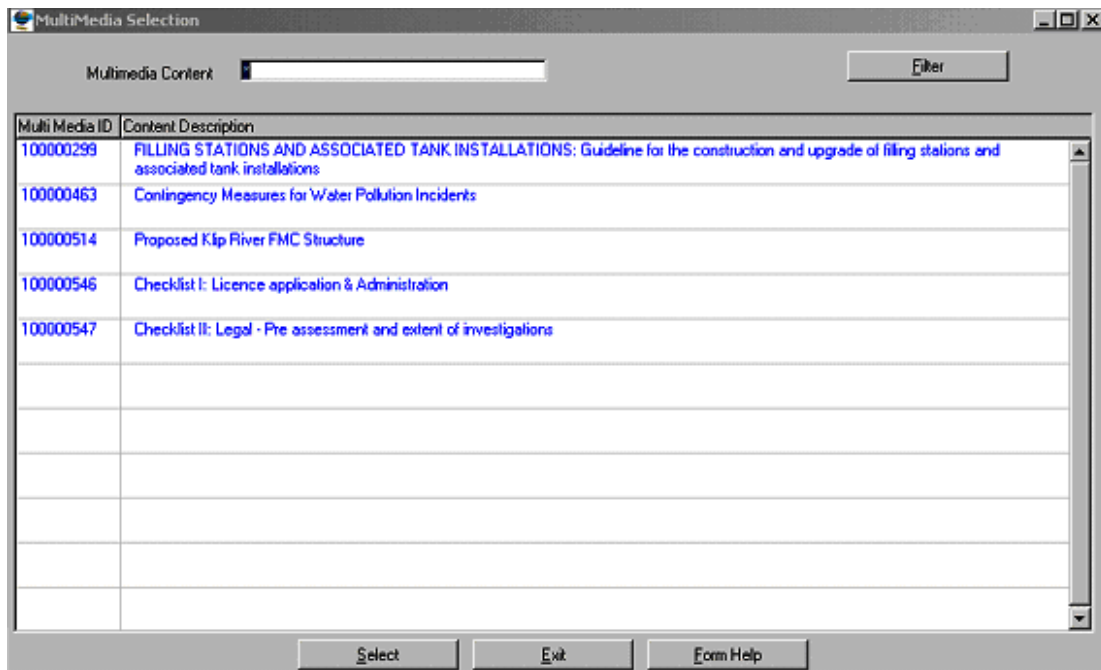 MultiMedia Selection
Multimedia Content *
Filter
Multi Media ID Content Description
100000299 FILLING STATIONS AND ASSOCIATED TANK INSTALLATIONS: Guideline for the construction and upgrade of filling stations and
associated tank installations
100000463 Contingency Measures for Water Pollution Incidents
100000514 Proposed Klip River FMC Structure
100000546 Checklist I: Licence application & Administration
100000547 Checklist II: Legal - Pre assessment and extent of investigations
Select Exit Form Help